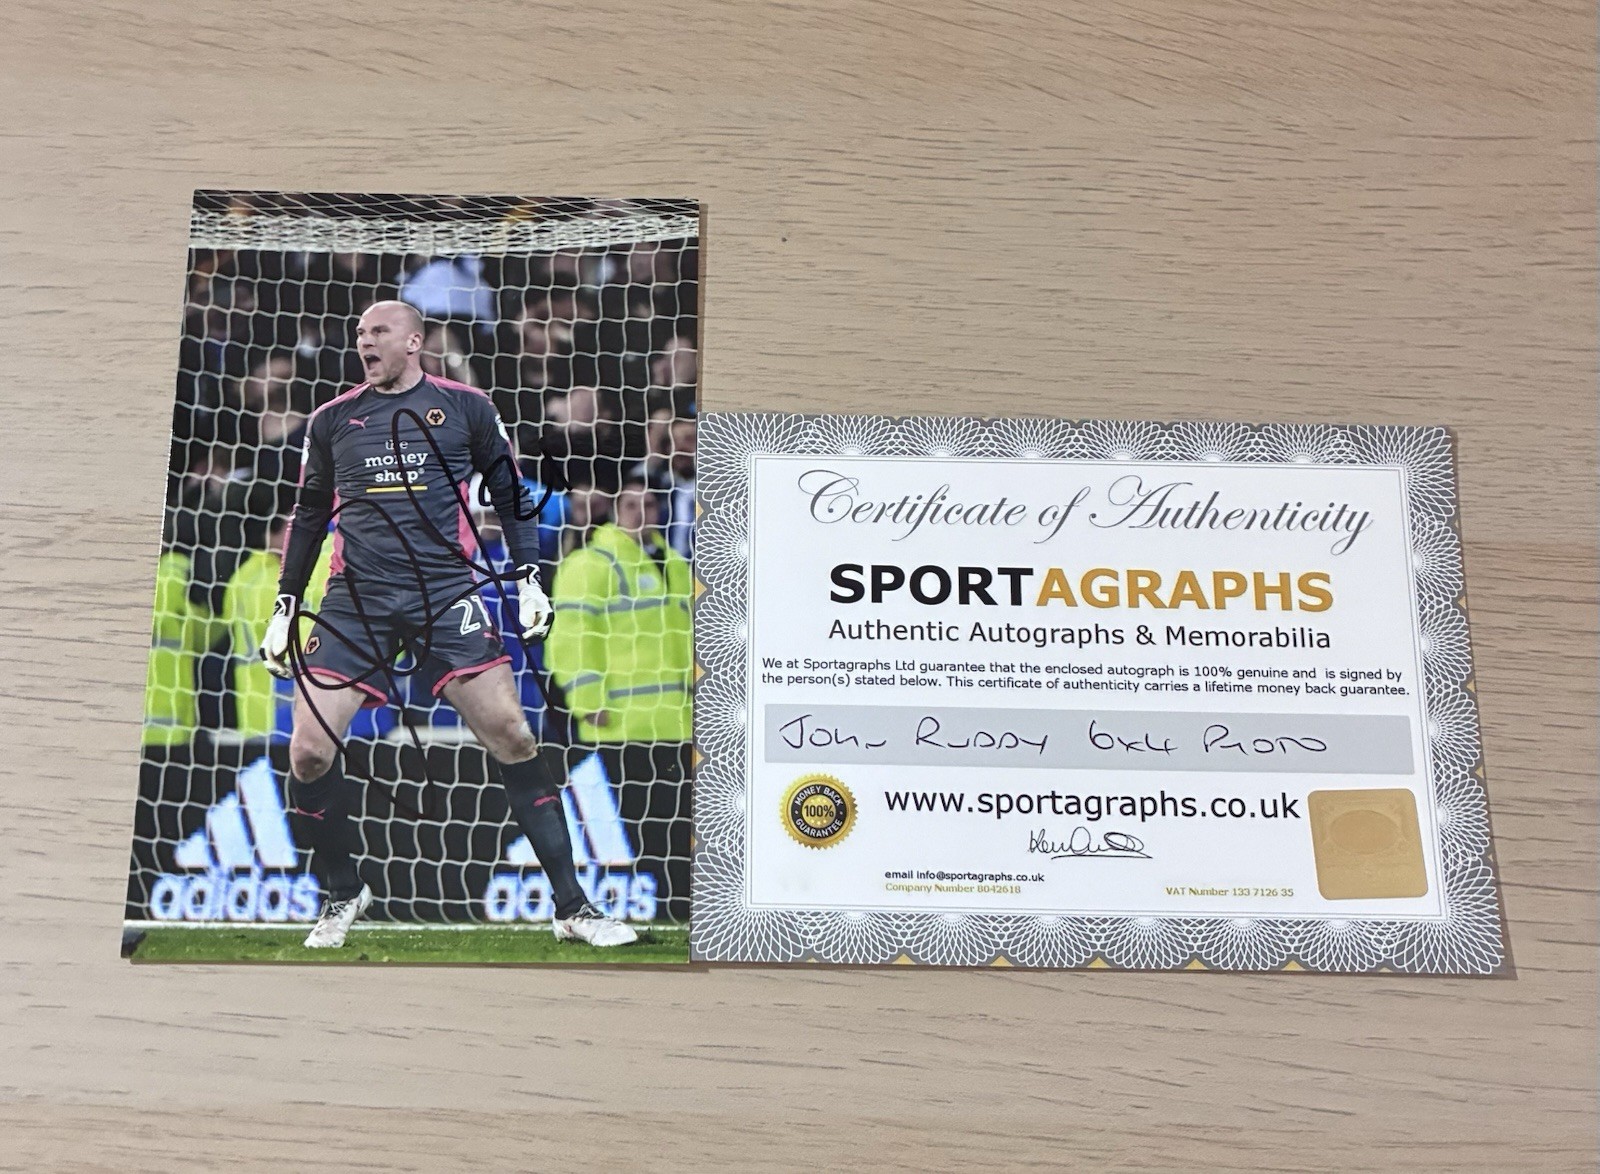 the
money
shop
21
adidas
adidas
Certificate of Authenticity
SPORTAGRAPHS
Authentic Autographs & Memorabilia
We at Sportagraphs Ltd guarantee that the enclosed autograph is 100% genuine and is signed by
the person(s) stated below. This certificate of authenticity carries a lifetime money back guarantee.
JOHN RUDDY 6x4 PHOTO
MONEY BACK
100%
GUARANTEE
www.sportagraphs.co.uk
email info@sportagraphs.co.uk
Company Number 8042618
VAT Number 133 7126 35